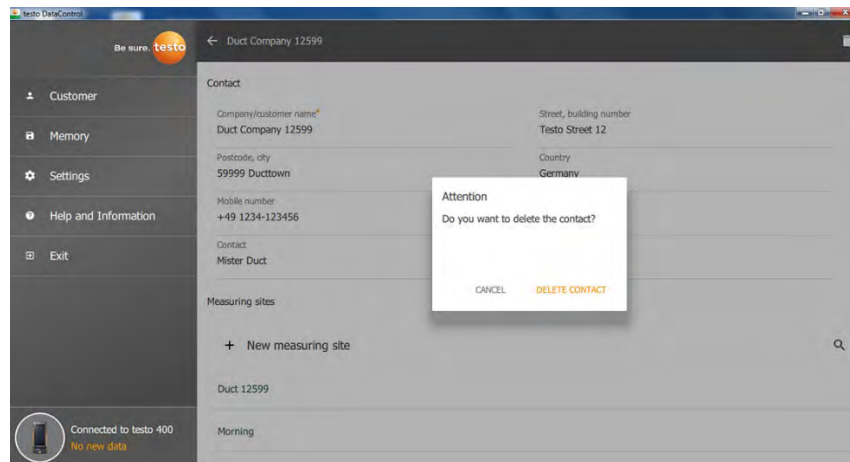 testo DataControl
Be sure. testo
Duct Company 12599
Customer
Memory
Settings
Help and Information
Exit
Connected to testo 400
No new data
Contact
Company/customer name*
Duct Company 12599
Street, building number
Testo Street 12
Postcode, city
59999 Ducttown
Country
Germany
Mobile number
+49 1234-123456
Contact
Mister Duct
Attention
Do you want to delete the contact?
CANCEL DELETE CONTACT
Measuring sites
+ New measuring site
Duct 12599
Morning